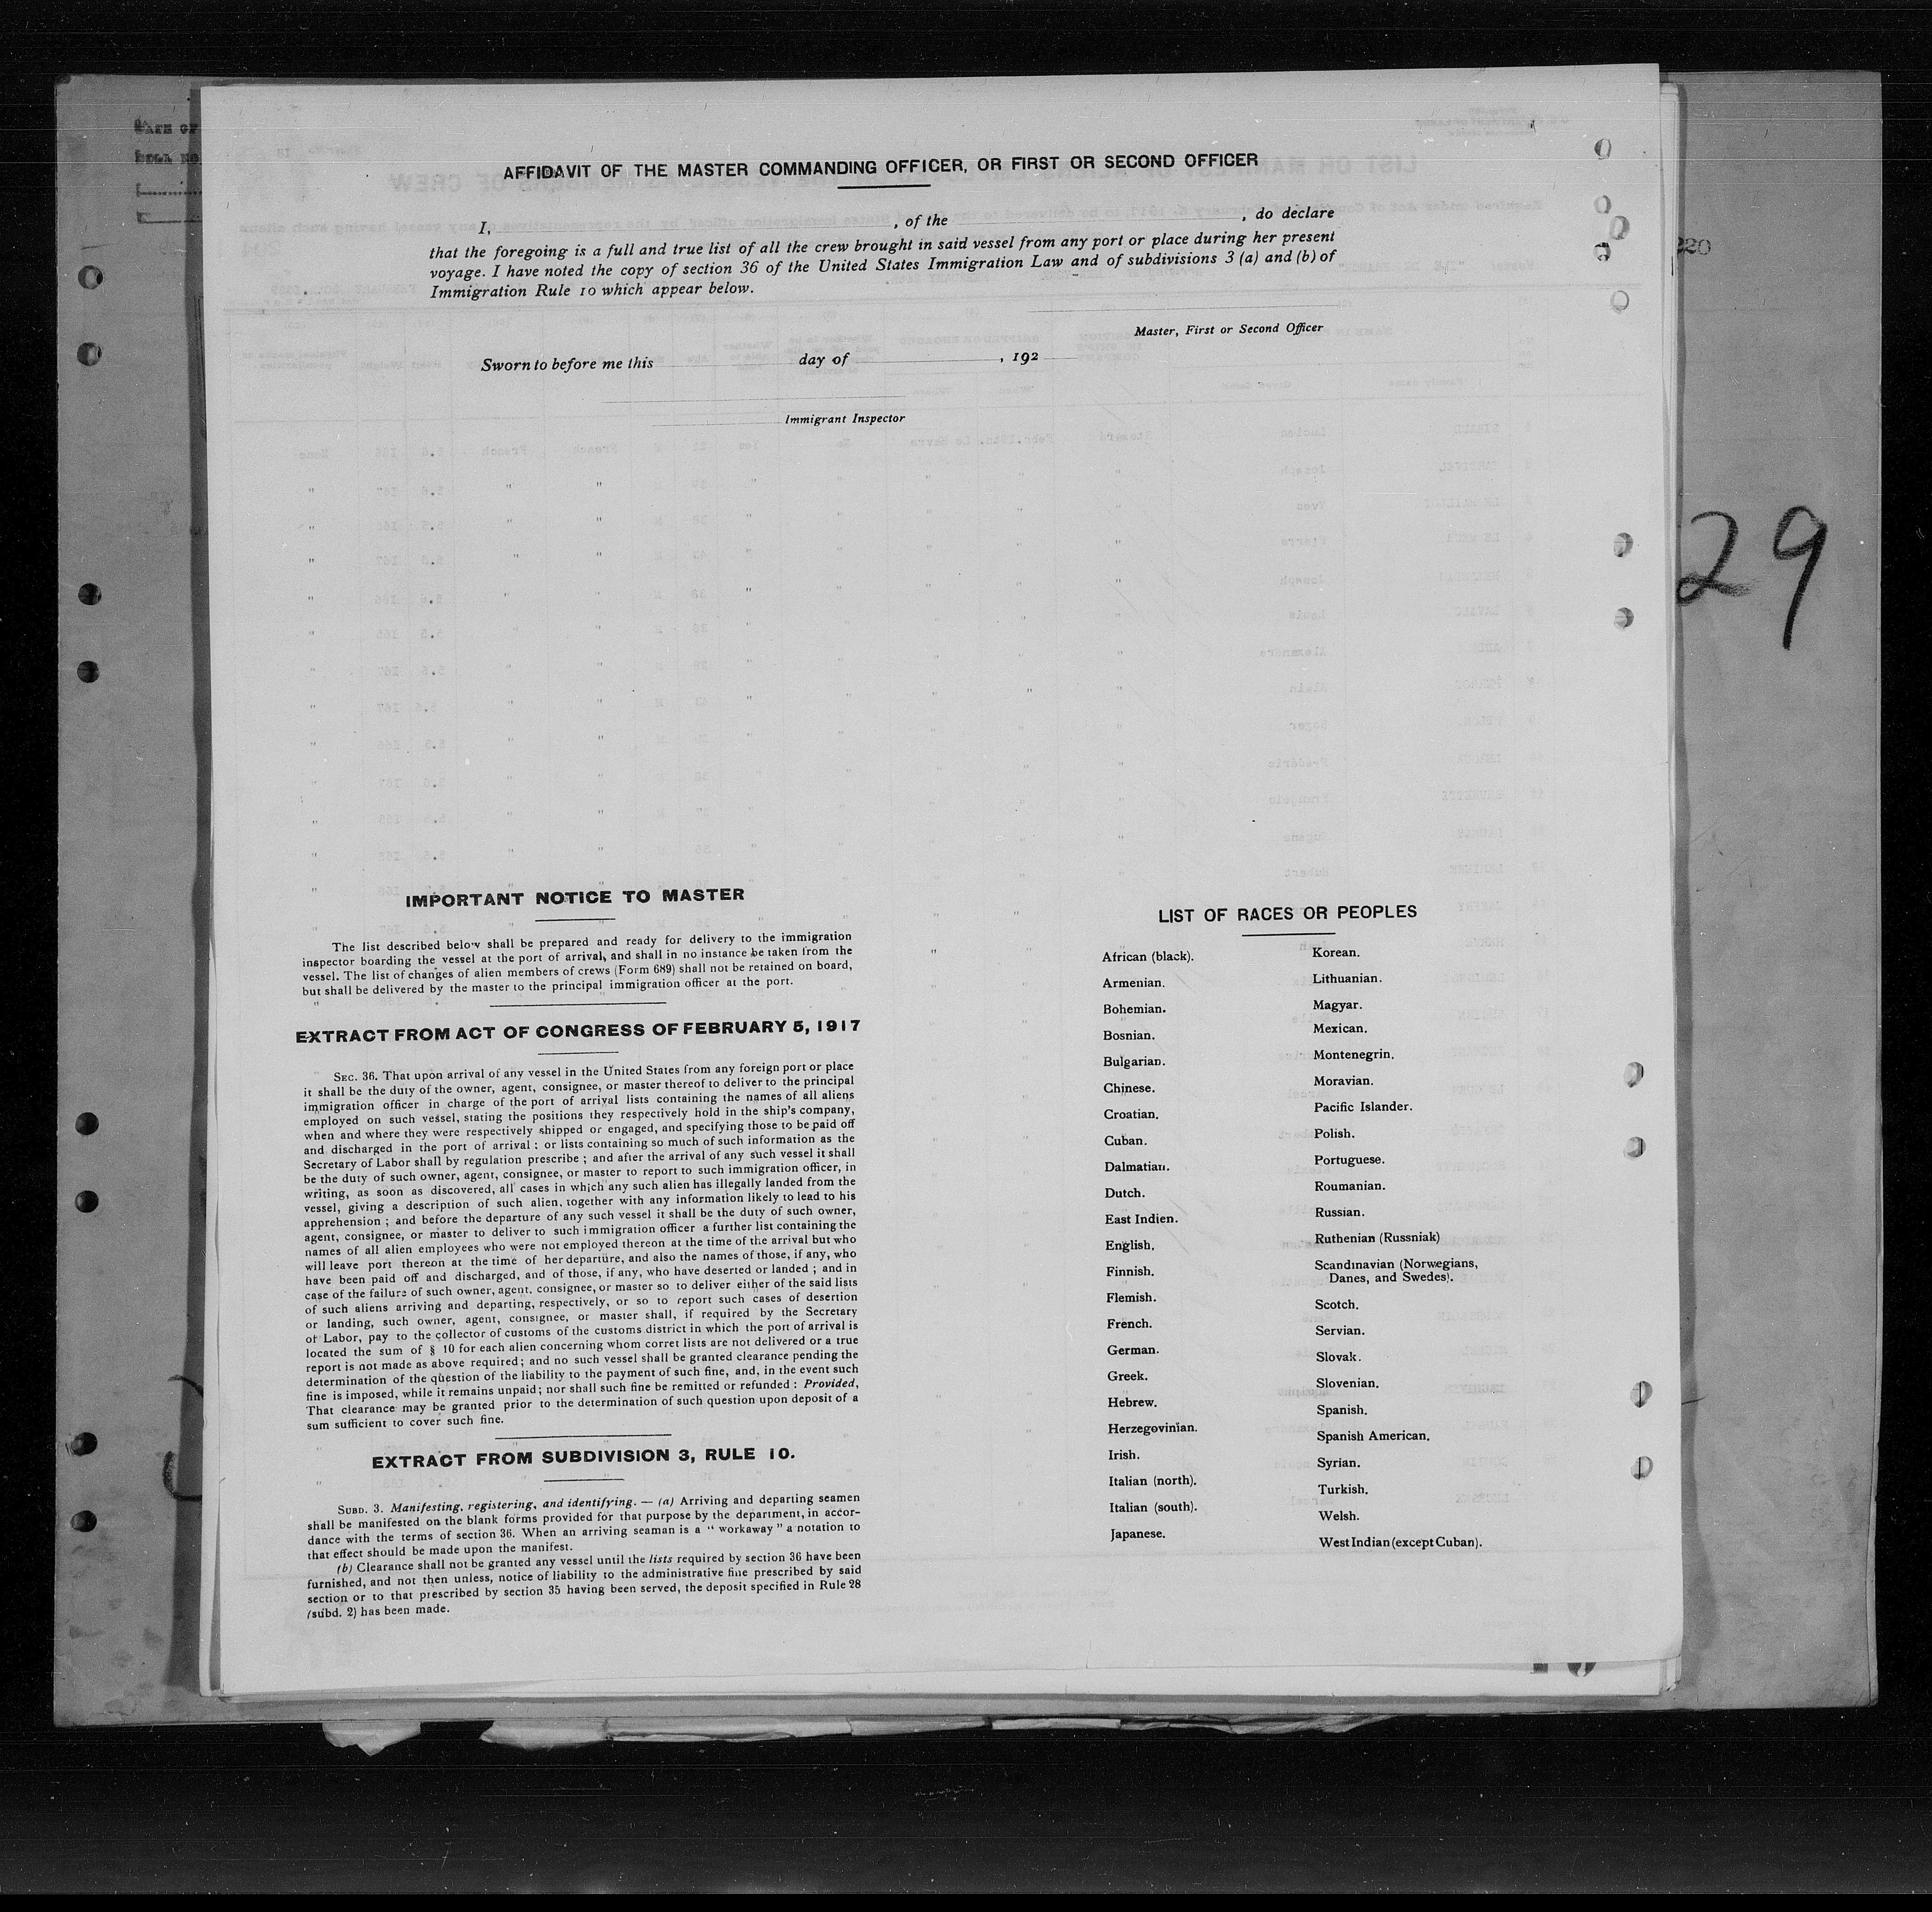 AFFIDAVIT OF THE MASTER COMMANDING OFFICER, OR FIRST OR SECOND OFFICER
I, , of the , do declare
that the foregoing is a full and true list of all the crew brought in said vessel from any port or place during her present
voyage. I have noted the copy of section 36 of the United States Immigration Law and of subdivisions 3 (a) and (b) of
Immigration Rule 10 which appear below.
Master, First or Second Officer
Sworn to before me this day of , 192
Immigrant Inspector
29
IMPORTANT NOTICE TO MASTER
The list described below shall be prepared and ready for delivery to the immigration
inspector boarding the vessel at the port of arrival, and shall in no instance be taken from the
vessel. The list of changes of alien members of crews (Form 689) shall not be retained on board,
but shall be delivered by the master to the principal immigration officer at the port.
EXTRACT FROM ACT OF CONGRESS OF FEBRUARY 5, 1917
SEC. 36. That upon arrival of any vessel in the United States from any foreign port or place
it shall be the duty of the owner, agent, consignee, or master thereof to deliver to the principal
immigration officer in charge of the port of arrival lists containing the names of all aliens
employed on such vessel, stating the positions they respectively hold in the ship's company,
when and where they were respectively shipped or engaged, and specifying those to be paid off
and discharged in the port of arrival ; or lists containing so much of such information as the
Secretary of Labor shall by regulation prescribe ; and after the arrival of any such vessel it shall
be the duty of such owner, agent, consignee, or master to report to such immigration officer, in
writing, as soon as discovered, all cases in which any such alien has illegally landed from the
vessel, giving a description of such alien, together with any information likely to lead to his
apprehension ; and before the departure of any such vessel it shall be the duty of such owner,
agent, consignee, or master to deliver to such immigration officer a further list containing the
names of all alien employees who were not employed thereon at the time of the arrival but who
will leave port thereon at the time of her departure, and also the names of those, if any, who
have been paid off and discharged, and of those, if any, who have deserted or landed ; and in
case of the failure of such owner, agent, consignee, or master so to deliver either of the said lists
of such aliens arriving and departing, respectively, or so to report such cases of desertion
or landing, such owner, agent, consignee, or master shall, if required by the Secretary
of Labor, pay to the collector of customs of the customs district in which the port of arrival is
located the sum of § 10 for each alien concerning whom corret lists are not delivered or a true
report is not made as above required; and no such vessel shall be granted clearance pending the
determination of the question of the liability to the payment of such fine, and, in the event such
fine is imposed, while it remains unpaid; nor shall such fine be remitted or refunded : Provided,
That clearance may be granted prior to the determination of such question upon deposit of a
sum sufficient to cover such fine.
EXTRACT FROM SUBDIVISION 3, RULE 10.
SUBD. 3. Manifesting, registering, and identifying. — (a) Arriving and departing seamen
shall be manifested on the blank forms provided for that purpose by the department, in accor-
dance with the terms of section 36. When an arriving seaman is a " workaway " a notation to
that effect should be made upon the manifest.
(b) Clearance shall not be granted any vessel until the lists required by section 36 have been
furnished, and not then unless, notice of liability to the administrative fine prescribed by said
section or to that prescribed by section 35 having been served, the deposit specified in Rule 28
(subd. 2) has been made.
LIST OF RACES OR PEOPLES
African (black).
Armenian.
Bohemian.
Bosnian.
Bulgarian.
Chinese.
Croatian.
Cuban.
Dalmatian.
Dutch.
East Indien.
English.
Finnish.
Flemish.
French.
German.
Greek.
Hebrew.
Herzegovinian.
Irish.
Italian (north).
Italian (south).
Japanese.
Korean.
Lithuanian.
Magyar.
Mexican.
Montenegrin.
Moravian.
Pacific Islander.
Polish.
Portuguese.
Roumanian.
Russian.
Ruthenian (Russniak)
Scandinavian (Norwegians,
Danes, and Swedes).
Scotch.
Servian.
Slovak.
Slovenian.
Spanish.
Spanish American.
Syrian.
Turkish.
Welsh.
West Indian (except Cuban).